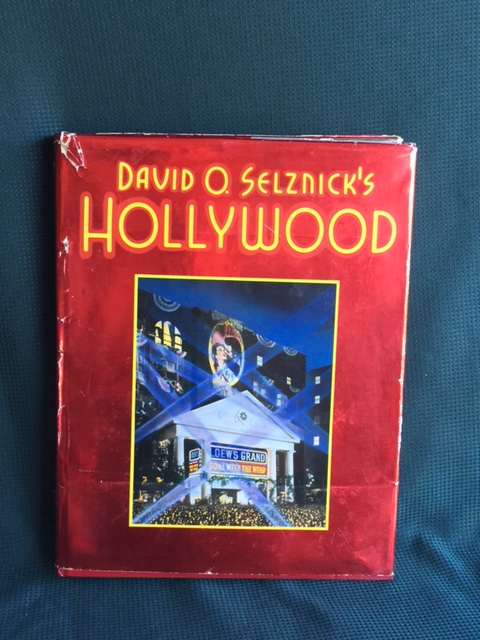 DAVID O. SELZNICK'S
HOLLYWOOD
LOEWS GRAND
GONE WITH THE WIND